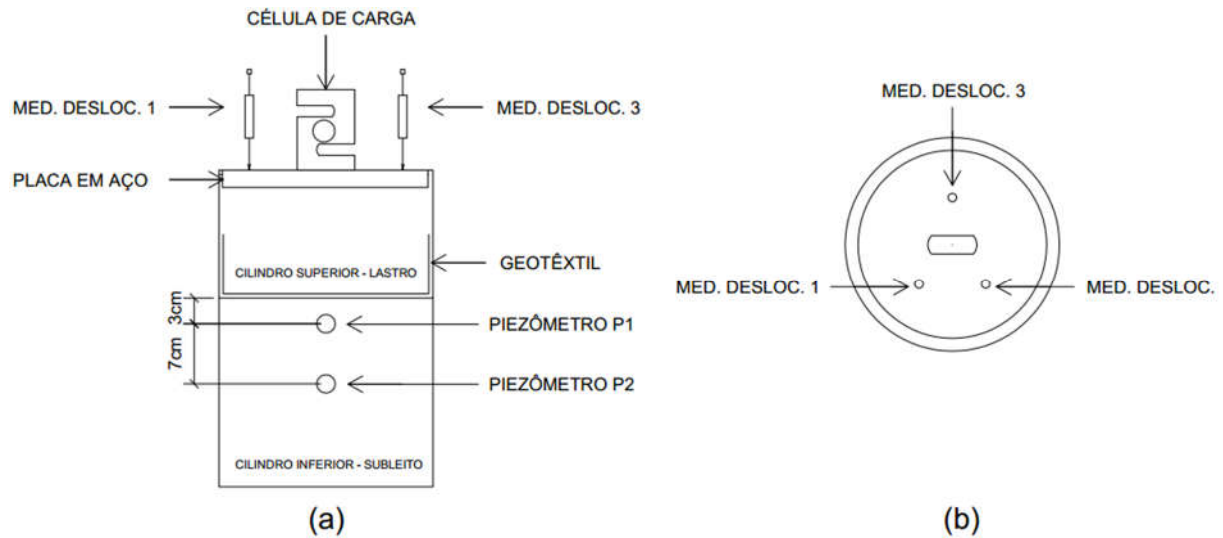 CÉLULA DE CARGA
MED. DESLOC. 1
MED. DESLOC. 3
PLACA EM AÇO
CILINDRO SUPERIOR - LASTRO
GEOTÊXTIL
3cm
PIEZÔMETRO P1
7cm
PIEZÔMETRO P2
CILINDRO INFERIOR - SUBLEITO
(a)
MED. DESLOC. 3
MED. DESLOC. 1
MED. DESLOC.
(b)